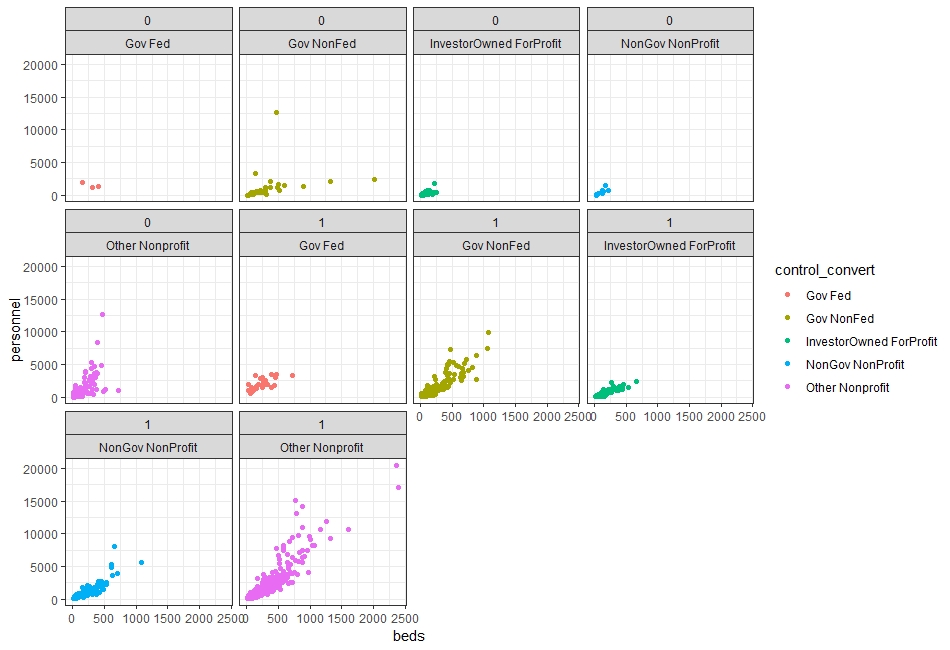 0 0 0 0
Gov Fed Gov NonFed InvestorOwned ForProfit NonGov NonProfit
20000
15000
10000
5000
0
0 1 1 1
Other Nonprofit Gov Fed Gov NonFed InvestorOwned ForProfit
20000
15000
10000
5000
0
0 500 1000 1500 2000 2500 0 500 1000 1500 2000 2500
1 1
NonGov NonProfit Other Nonprofit
20000
15000
10000
5000
0
0 500 1000 1500 2000 2500 0 500 1000 1500 2000 2500
beds
personnel
control_convert
Gov Fed
Gov NonFed
InvestorOwned ForProfit
NonGov NonProfit
Other Nonprofit